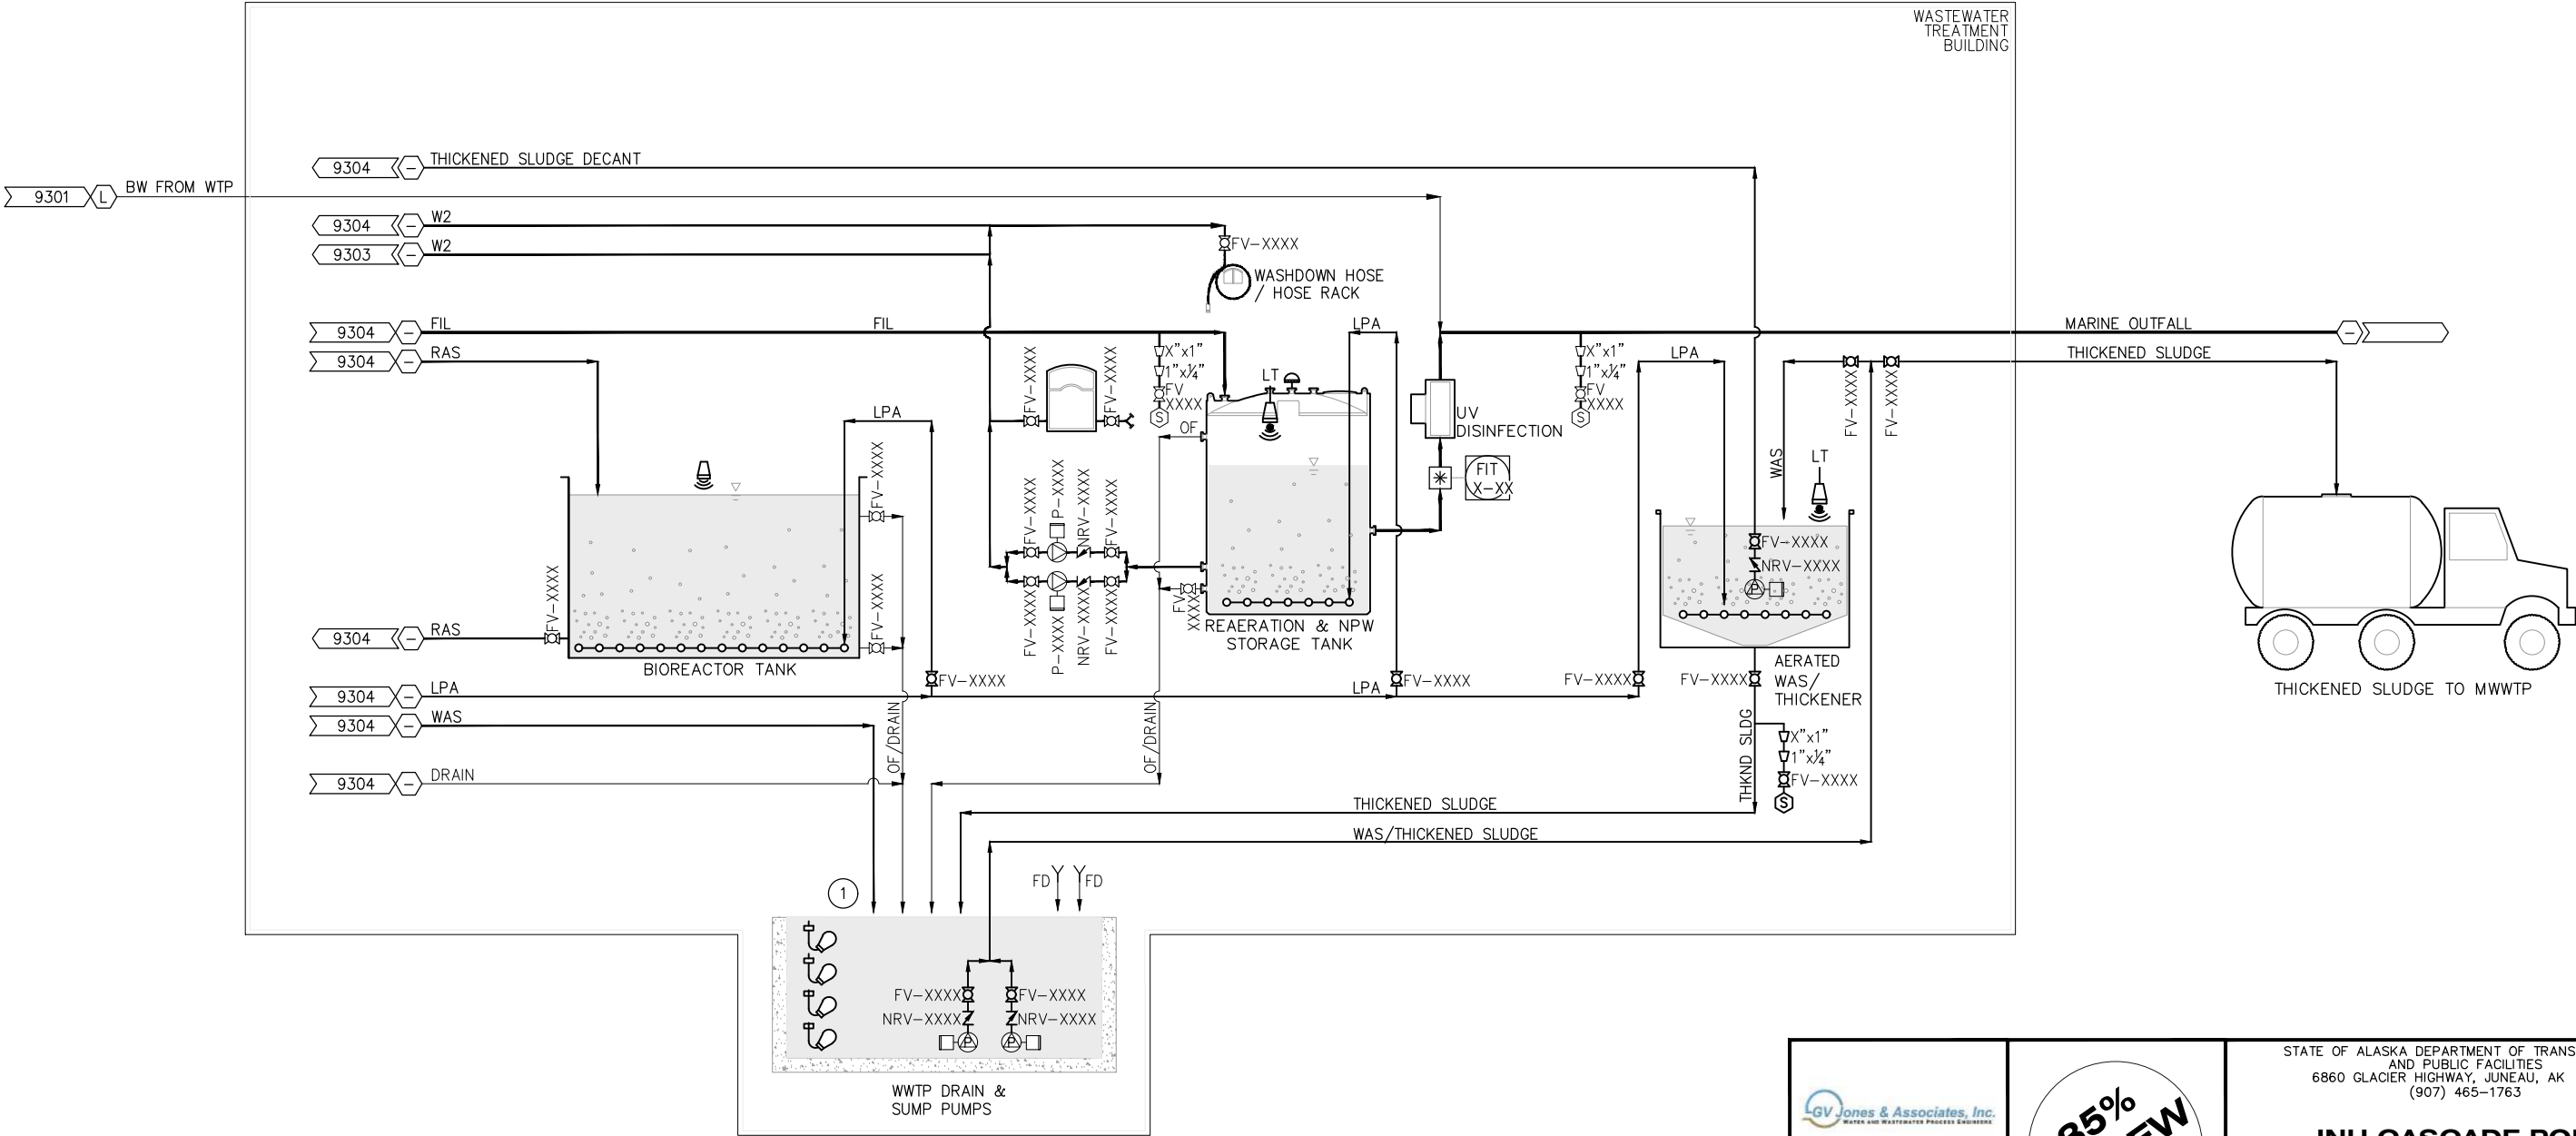 WASTEWATER
TREATMENT
BUILDING
9304 - THICKENED SLUDGE DECANT
9301 L BW FROM WTP
9304 - W2
9303 - W2
FV-XXXX
WASHDOWN HOSE
/ HOSE RACK
9304 - FIL
FIL
LPA
MARINE OUTFALL
-
9304 - RAS
FV-XXXX
FV-XXXX
X"x1"
1"x¼"
FV
XXXX
S
LT
X"x1"
1"x¼"
FV
XXXX
S
LPA
THICKENED SLUDGE
FV-XXXX
FV-XXXX
LPA
OF
UV
DISINFECTION
FIT
X-XX
WAS
LT
FV-XXXX
FV-XXXX
P-XXXX
NRV-XXXX
FV-XXXX
FV-XXXX
NRV-XXXX
P
FV-XXXX
FV-XXXX
FV-XXXX
P-XXXX
NRV-XXXX
FV-XXXX
FV
XXXX
9304 - RAS
BIOREACTOR TANK
REAERATION & NPW
STORAGE TANK
AERATED
WAS/
THICKENER
THICKENED SLUDGE TO MWWTP
FV-XXXX
FV-XXXX
FV-XXXX
FV-XXXX
9304 - LPA
LPA
9304 - WAS
OF/DRAIN
OF/DRAIN
THKND SLDG
X"x1"
1"x¼"
FV-XXXX
S
9304 - DRAIN
THICKENED SLUDGE
WAS/THICKENED SLUDGE
1
FD
FD
FV-XXXX
FV-XXXX
NRV-XXXX
NRV-XXXX
P
P
WWTP DRAIN &
SUMP PUMPS
GV Jones & Associates, Inc.
WATER AND WASTEWATER PROCESS ENGINEERS
STATE OF ALASKA DEPARTMENT OF
AND PUBLIC FACILITIES
6860 GLACIER HIGHWAY, JUNEAU, AK
(907) 465-1763
JNU CASCADE